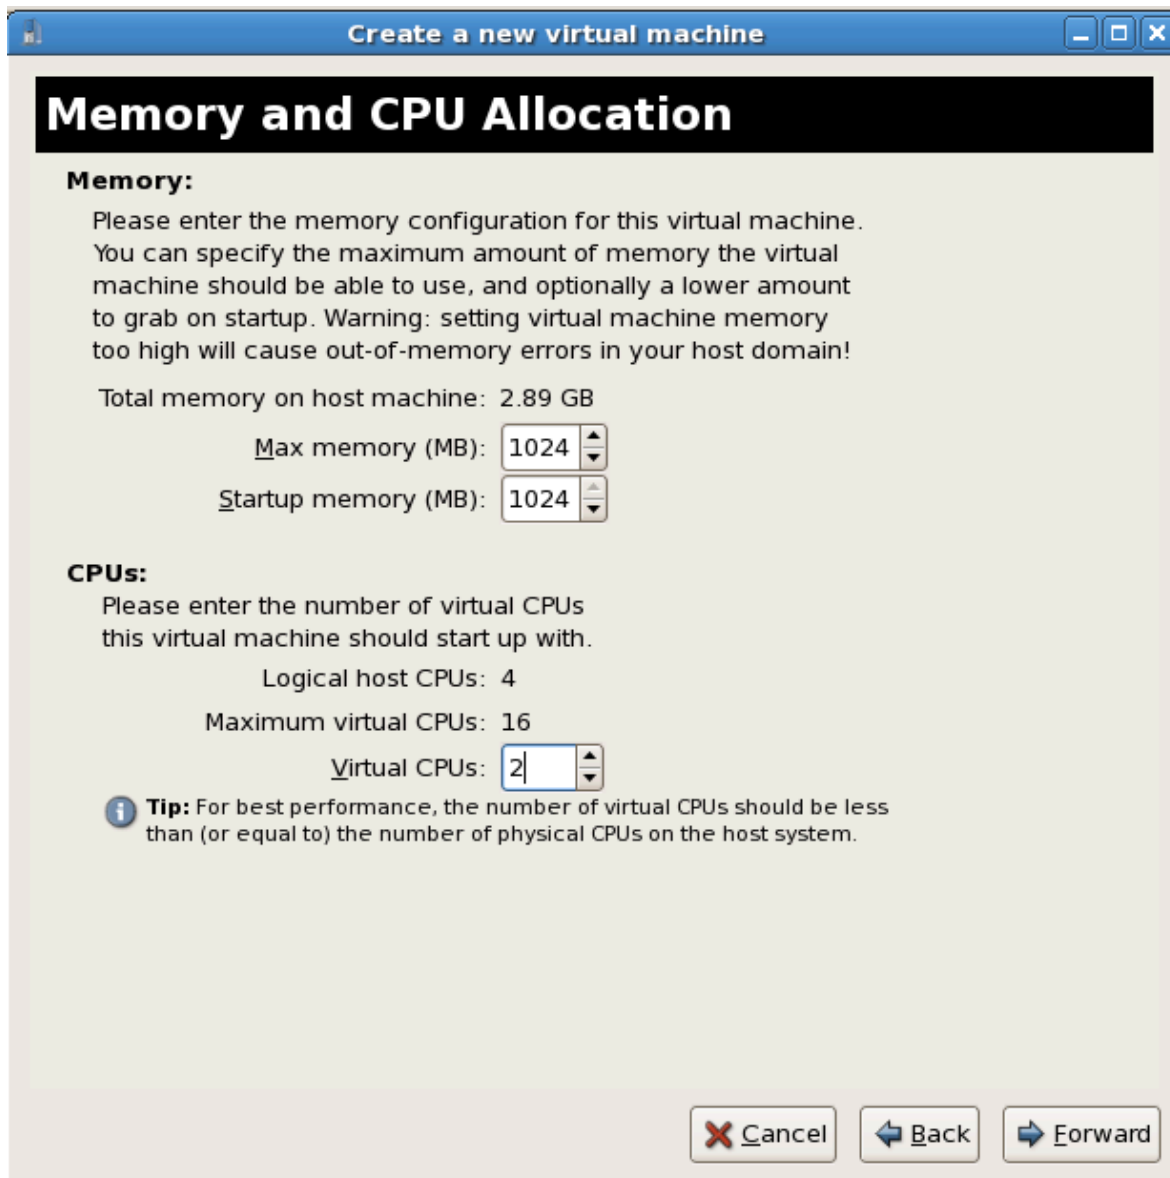 Create a new virtual machine
Memory and CPU Allocation
Memory:
Please enter the memory configuration for this virtual machine.
You can specify the maximum amount of memory the virtual
machine should be able to use, and optionally a lower amount
to grab on startup. Warning: setting virtual machine memory
too high will cause out-of-memory errors in your host domain!
Total memory on host machine: 2.89 GB
Max memory (MB): 1024
Startup memory (MB): 1024
CPUs:
Please enter the number of virtual CPUs
this virtual machine should start up with.
Logical host CPUs: 4
Maximum virtual CPUs: 16
Virtual CPUs: 2
Tip: For best performance, the number of virtual CPUs should be less
than (or equal to) the number of physical CPUs on the host system.
Cancel Back Forward